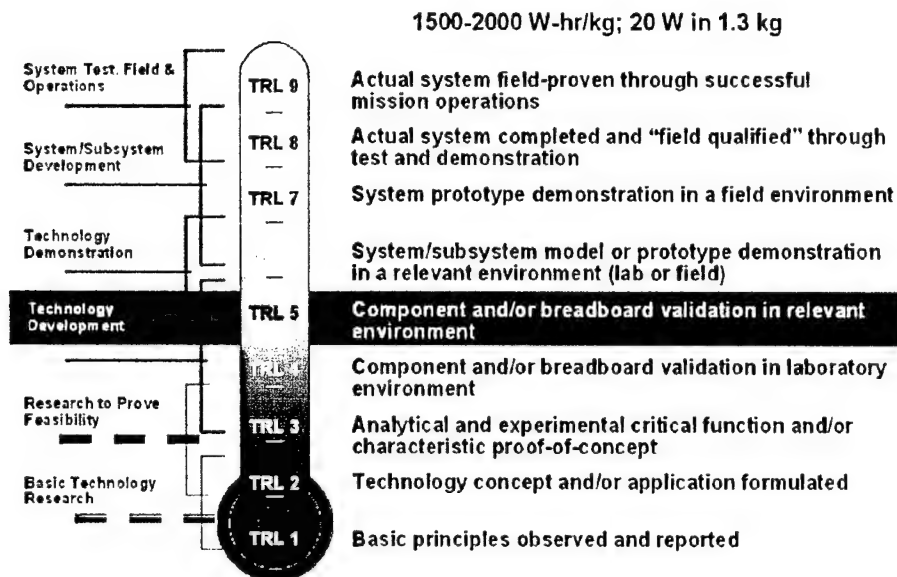 1500-2000 W-hr/kg; 20 W in 1.3 kg
System Test. Field &
Operations
TRL 9
Actual system field-proven through successful
mission operations
System/Subsystem
Development
TRL 8
Actual system completed and “field qualified” through
test and demonstration
TRL 7
System prototype demonstration in a field environment
Technology
Demonstration
System/subsystem model or prototype demonstration
in a relevant environment (lab or field)
Technology
Development
TRL 5
Component and/or breadboard validation in relevant
environment
TRL 4
Component and/or breadboard validation in laboratory
environment
Research to Prove
Feasibility
TRL 3
Analytical and experimental critical function and/or
characteristic proof-of-concept
Basic Technology
Research
TRL 2
Technology concept and/or application formulated
TRL 1
Basic principles observed and reported